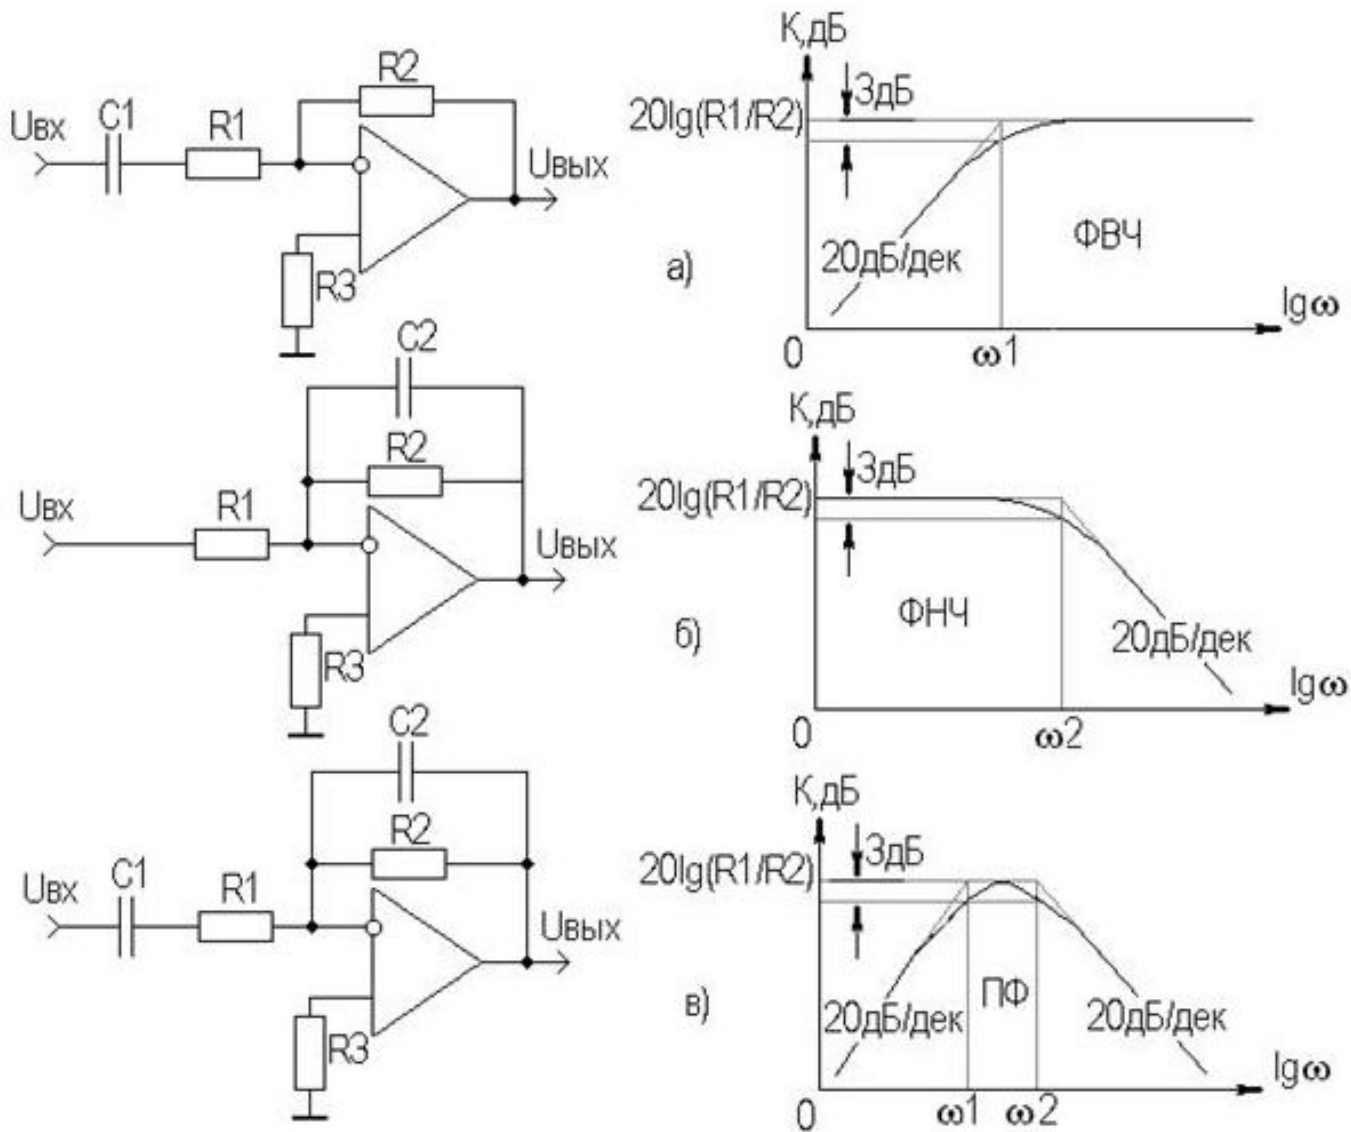 C1
Uвх
R1
R2
R3
Uвых
K,дБ
3дБ
20lg(R1/R2)
20дБ/дек
ФВЧ
а)
lgω
0
ω1
C2
R2
Uвх
R1
R3
Uвых
K,дБ
3дБ
20lg(R1/R2)
ФНЧ
20дБ/дек
б)
lgω
0
ω2
C2
R2
Uвх
C1
R1
R3
Uвых
K,дБ
3дБ
20lg(R1/R2)
20дБ/дек
ПФ
20дБ/дек
в)
lgω
0
ω1
ω2